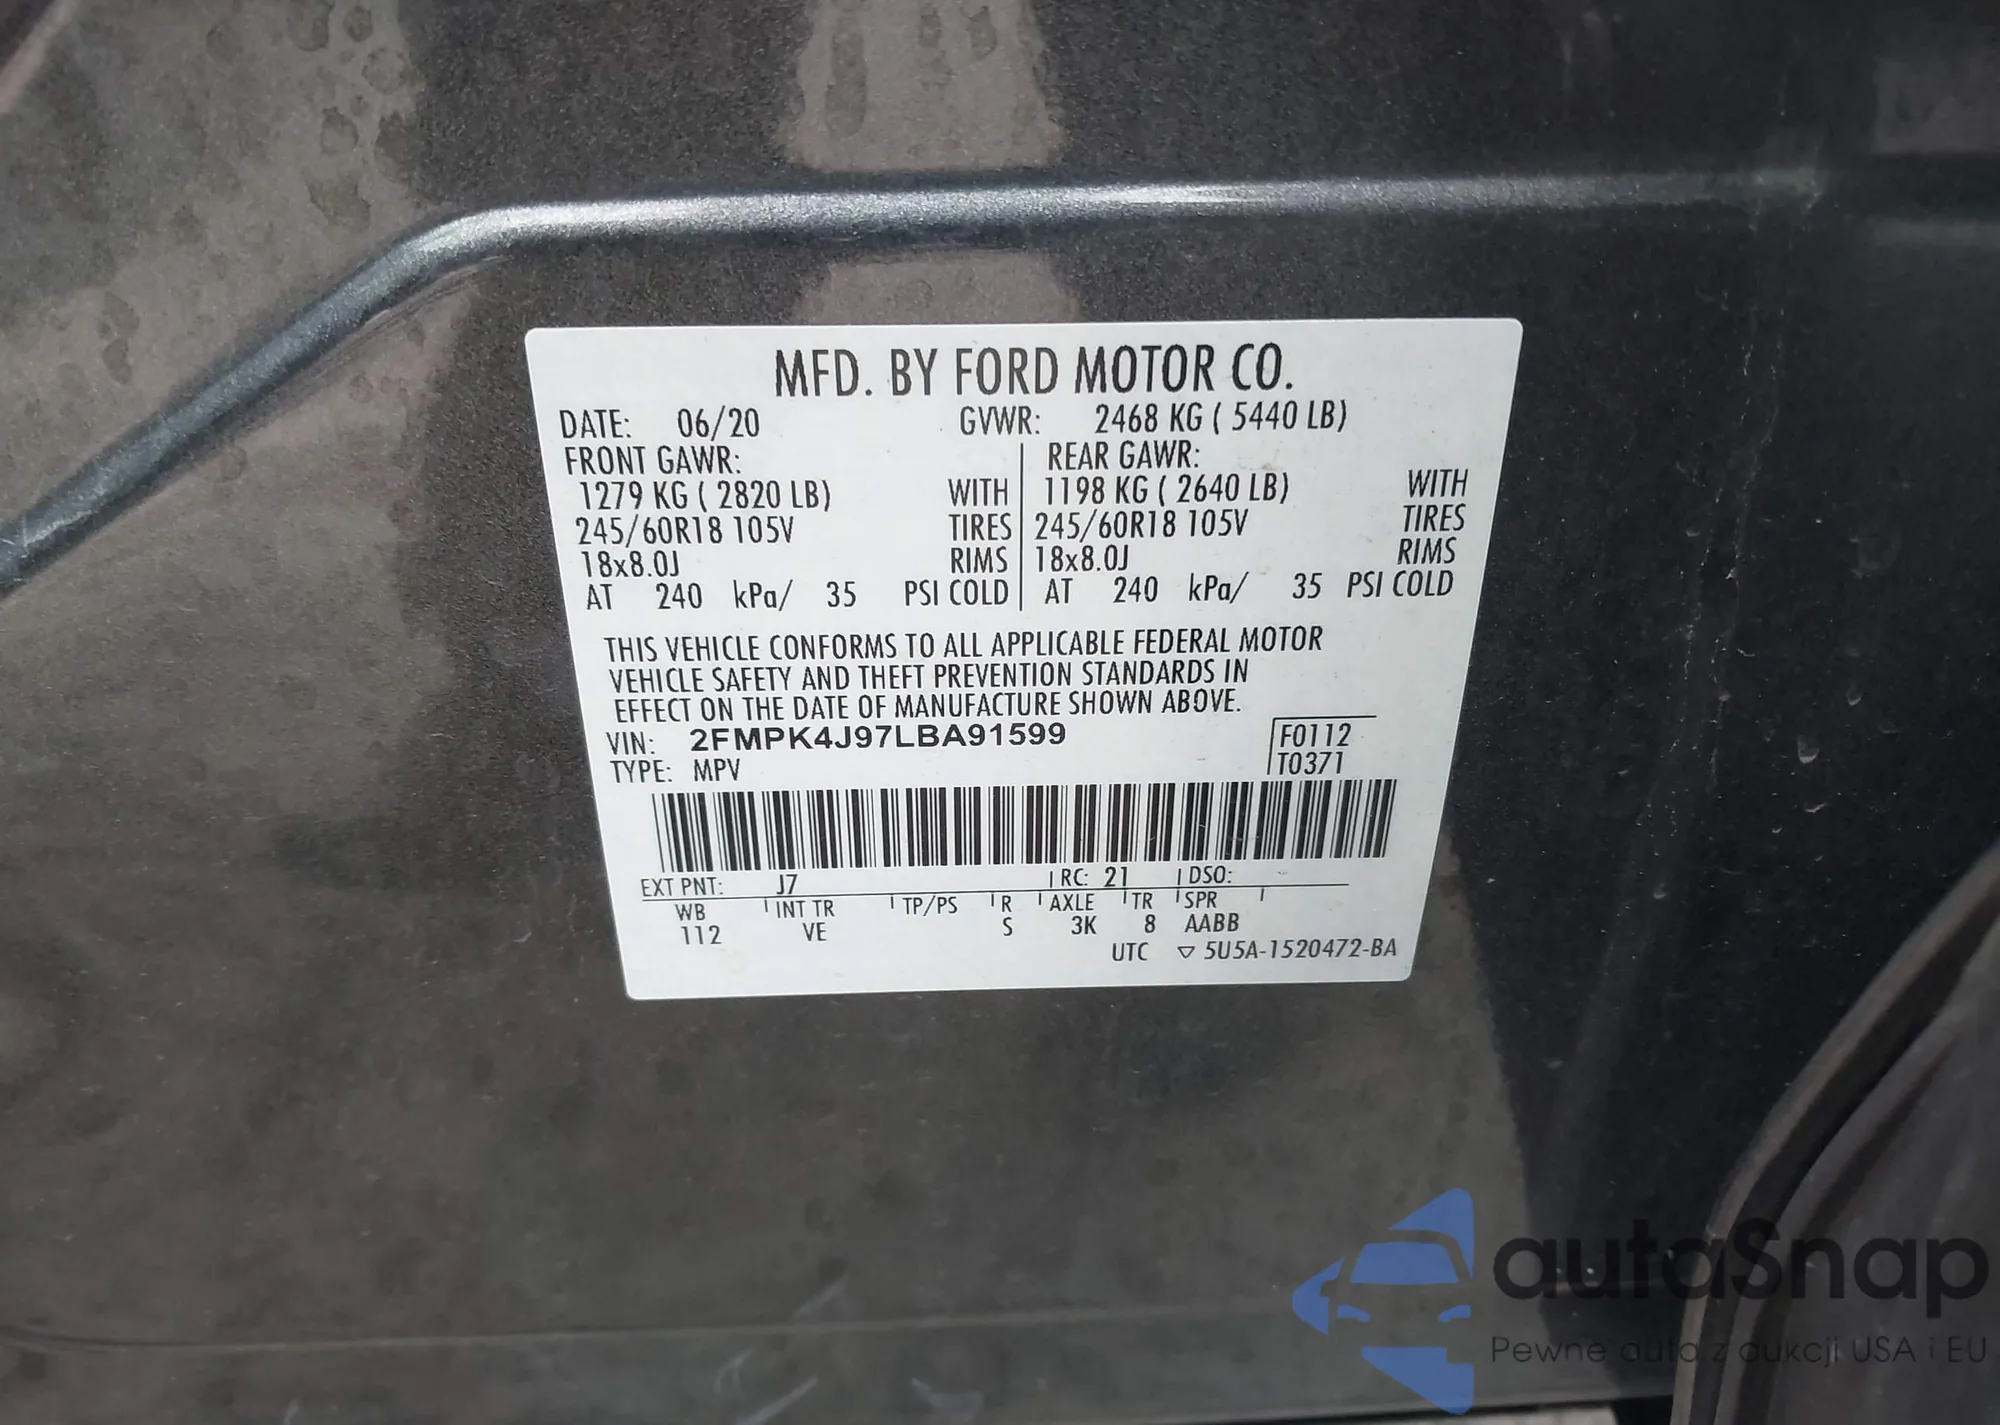 MFD. BY FORD MOTOR CO.
DATE: 06/20 GVWR: 2468 KG ( 5440 LB)
FRONT GAWR: REAR GAWR:
1279 KG ( 2820 LB) WITH 1198 KG ( 2640 LB) WITH
245/60R18 105V TIRES 245/60R18 105V TIRES
18x8.0J RIMS 18x8.0J RIMS
AT 240 kPa/ 35 PSI COLD AT 240 kPa/ 35 PSI COLD
THIS VEHICLE CONFORMS TO ALL APPLICABLE FEDERAL MOTOR
VEHICLE SAFETY AND THEFT PREVENTION STANDARDS IN
EFFECT ON THE DATE OF MANUFACTURE SHOWN ABOVE.
VIN: 2FMPK4J97LBA91599 F0112
TYPE: MPV T0371
EXT PNT: J7 RC: 21 DSO:
WB INT TR TP/PS R AXLE TR SPR
112 VE S 3K 8 AABB
UTC ▽ 5U5A-1520472-BA
autaSnap
Pewne auta z aukcji USA i EU